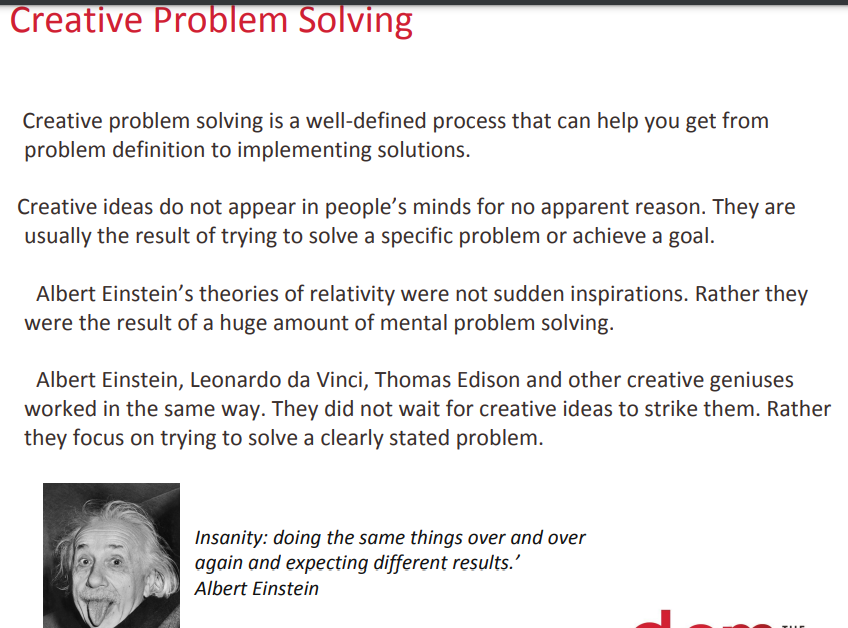 Creative Problem Solving
Creative problem solving is a well-defined process that can help you get from
problem definition to implementing solutions.
Creative ideas do not appear in people’s minds for no apparent reason. They are
usually the result of trying to solve a specific problem or achieve a goal.
Albert Einstein’s theories of relativity were not sudden inspirations. Rather they
were the result of a huge amount of mental problem solving.
Albert Einstein, Leonardo da Vinci, Thomas Edison and other creative geniuses
worked in the same way. They did not wait for creative ideas to strike them. Rather
they focus on trying to solve a clearly stated problem.
Insanity: doing the same things over and over
again and expecting different results.’
Albert Einstein